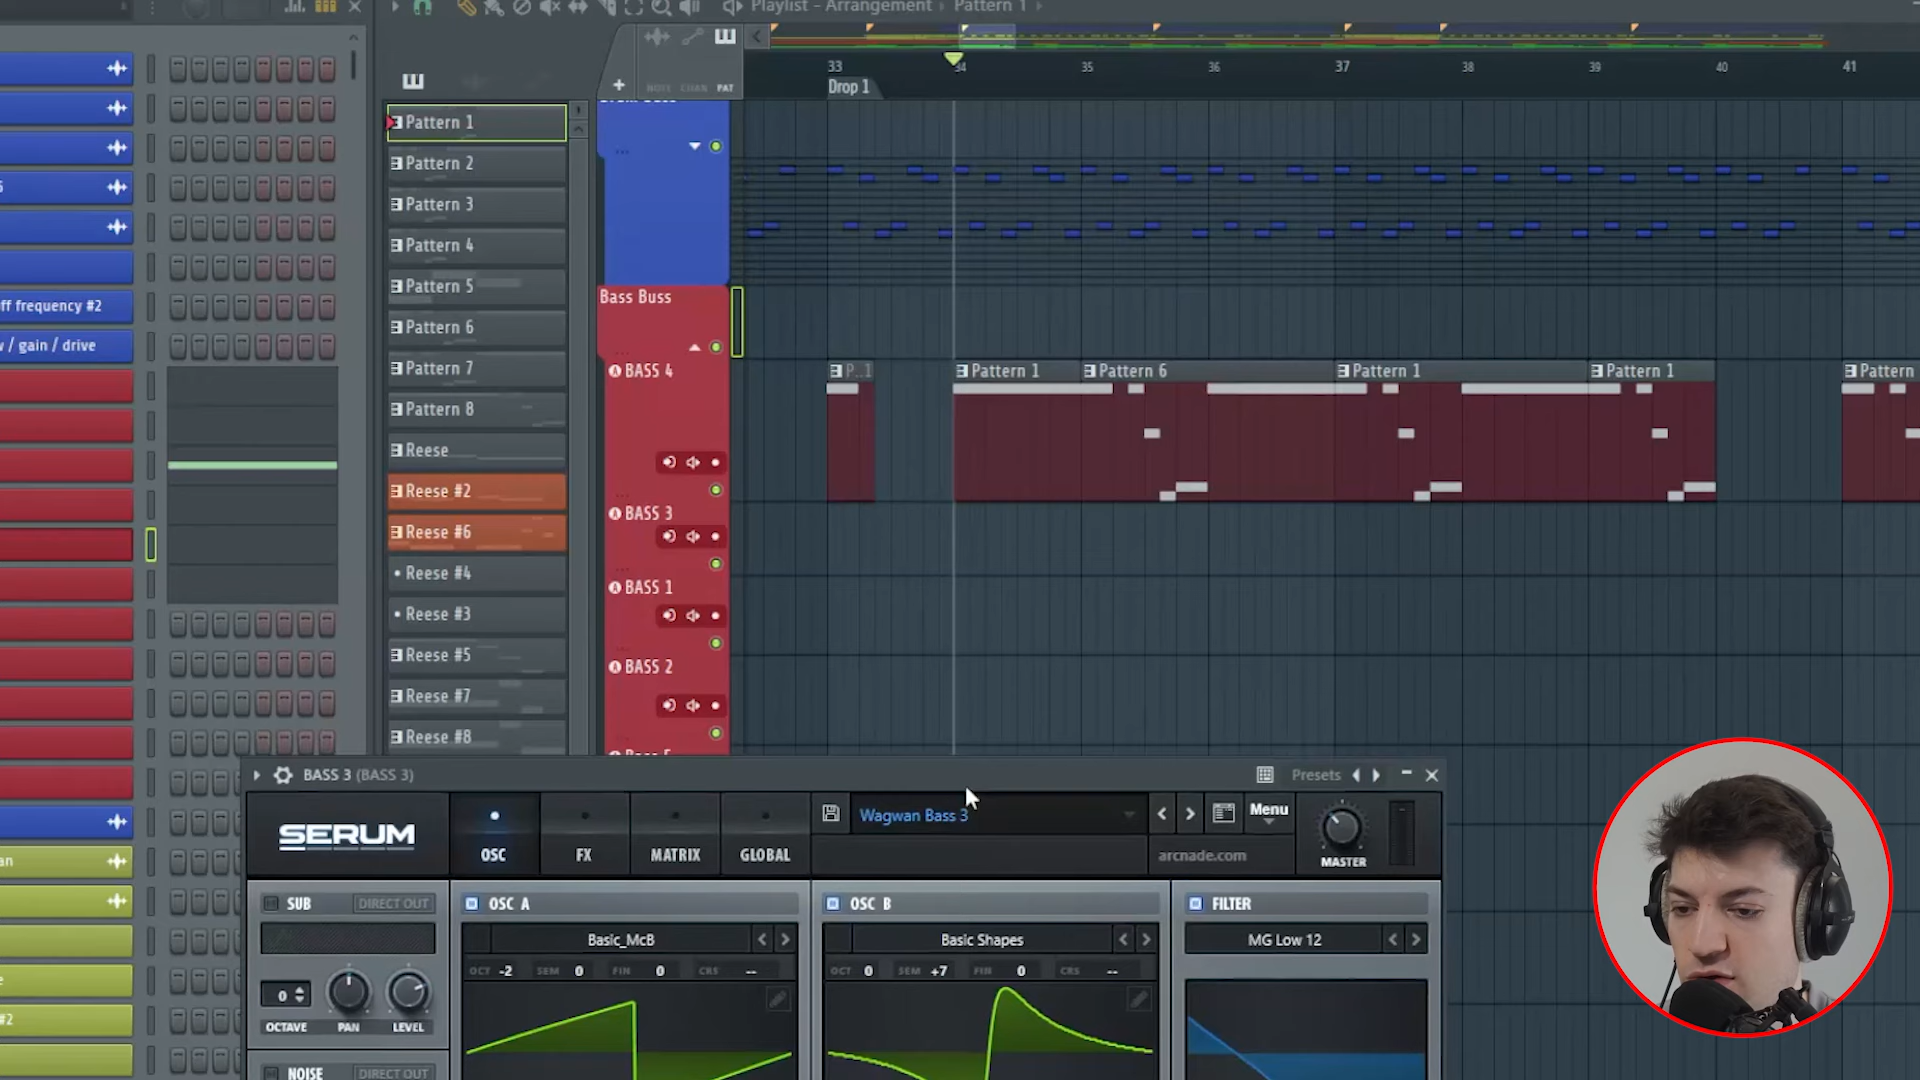 Playlist - Arrangement › Pattern 1 ›
NOTE CHAN PAT
33 34 35 36 37 38 39 40 41
Drop 1
Pattern 1
Pattern 2
Pattern 3
Pattern 4
Pattern 5
Pattern 6
Pattern 7
Pattern 8
Reese
Reese #2
Reese #6
Reese #4
Reese #3
Reese #5
Reese #7
Reese #8
ff frequency #2
/ gain / drive
an
#2
Bass Buss
BASS 4
BASS 3
BASS 1
BASS 2
P..1
Pattern 1
Pattern 6
Pattern 1
Pattern 1
Pattern
BASS 3 (BASS 3)
Presets
SERUM
OSC
FX
MATRIX
GLOBAL
Wagwan Bass 3
Menu
arcnade.com
MASTER
SUB DIRECT OUT
0
OCTAVE PAN LEVEL
NOISE DIRECT OUT
OSC A
Basic_McB
OCT -2 SEM 0 FIN 0 CRS --
OSC B
Basic Shapes
OCT 0 SEM +7 FIN 0 CRS --
FILTER
MG Low 12